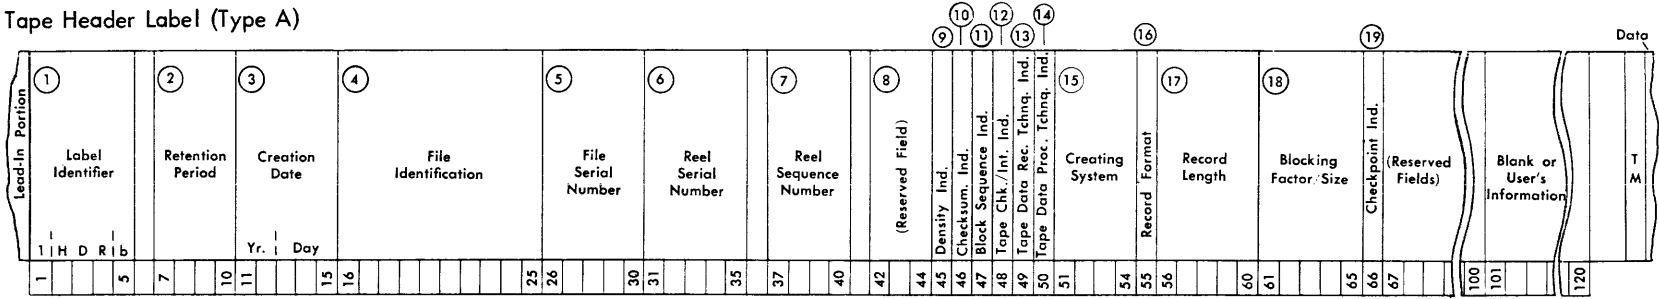 Tape Header Label (Type A)
Lead-In Portion
1
Label
Identifier
1 H D R b
2
Retention
Period
3
Creation
Date
Yr. Day
4
File
Identification
5
File
Serial
Number
6
Reel
Serial
Number
7
Reel
Sequence
Number
8
(Reserved Field)
9
Density Ind.
10
Checksum. Ind.
11
Block Sequence Ind.
12
Tape Chk./Int. Ind.
13
Tape Data Rec. Tchnq. Ind.
14
Tape Data Proc. Tchnq. Ind.
15
Creating
System
16
Record Format
17
Record
Length
18
Blocking
Factor/Size
19
Checkpoint Ind.
(Reserved
Fields)
Blank or
User's
Information
T
M
Data
1 5 7 10 11 15 16 25 26 30 31 35 37 40 42 44 45 46 47 48 49 50 51 54 55 56 60 61 65 66 67 100 101 120